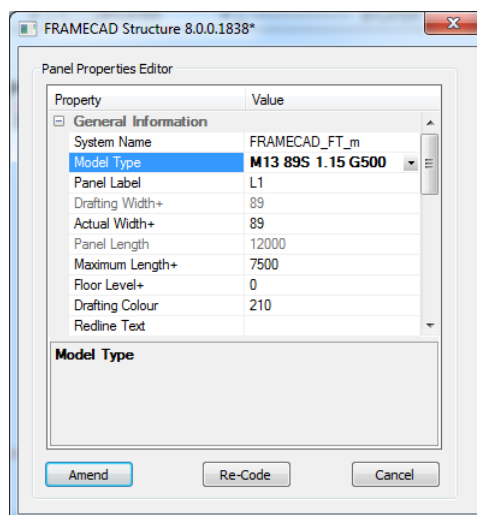 FRAMECAD Structure 8.0.0.1838*
Panel Properties Editor
Property Value
General Information
System Name FRAMECAD_FT_m
Model Type M13 89S 1.15 G500
Panel Label L1
Drafting Width+ 89
Actual Width+ 89
Panel Length 12000
Maximum Length+ 7500
Floor Level+ 0
Drafting Colour 210
Redline Text
Model Type
Amend Re-Code Cancel